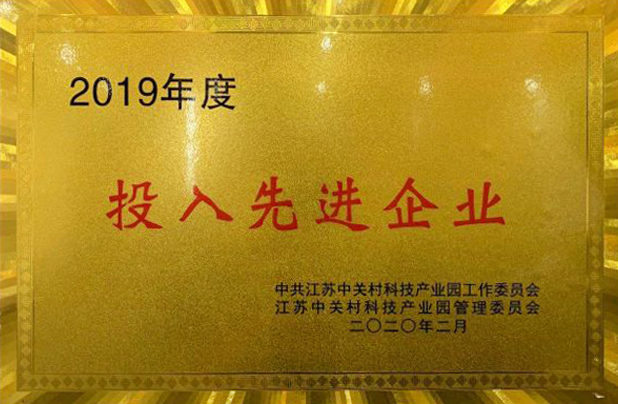 2019年度
投入先进企业
中共江苏中关村科技产业园工作委员会
江苏中关村科技产业园管理委员会
二〇二〇年二月